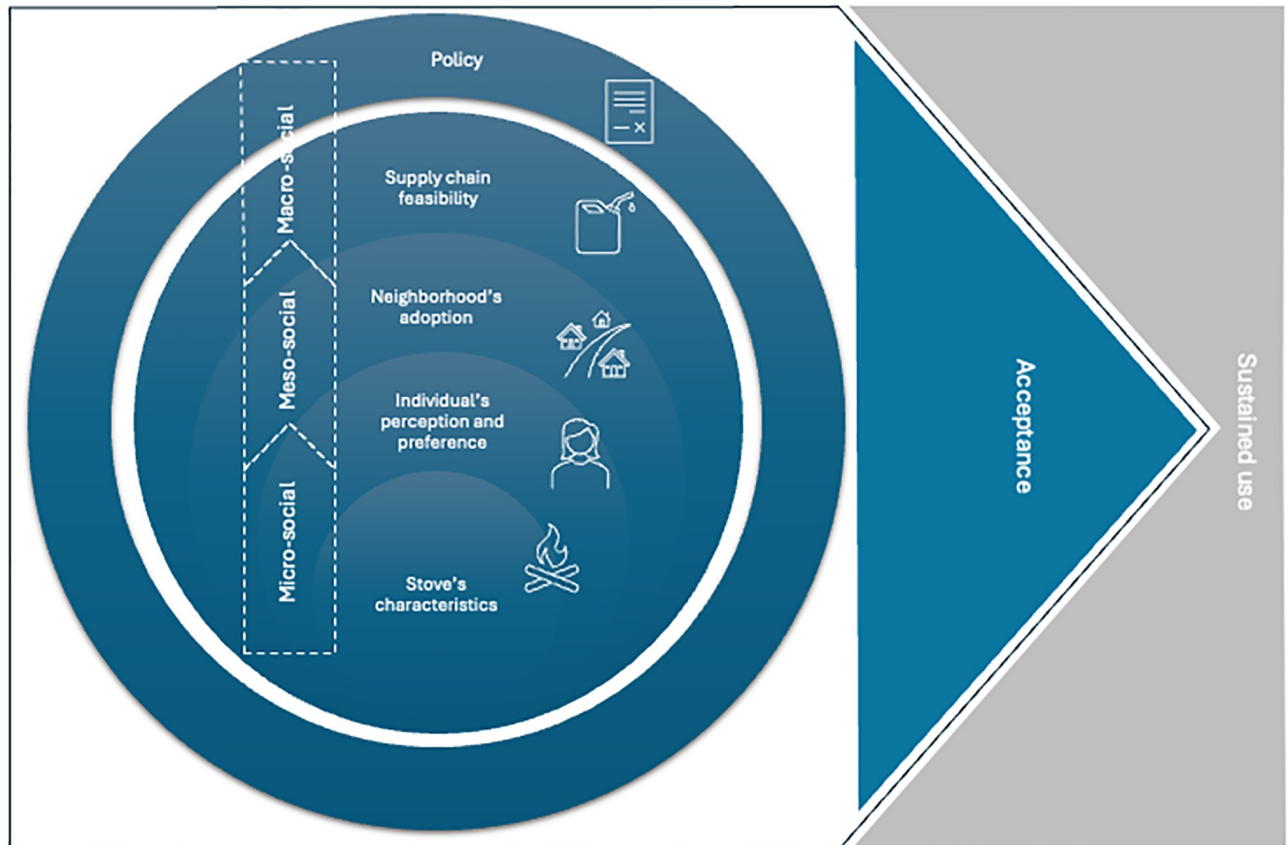 Policy
Supply chain
feasibility
Neighborhood's
adoption
Individual's
perception and
preference
Stove's
characteristics
Macro-social
Meso-social
Micro-social
Acceptance
Sustained use